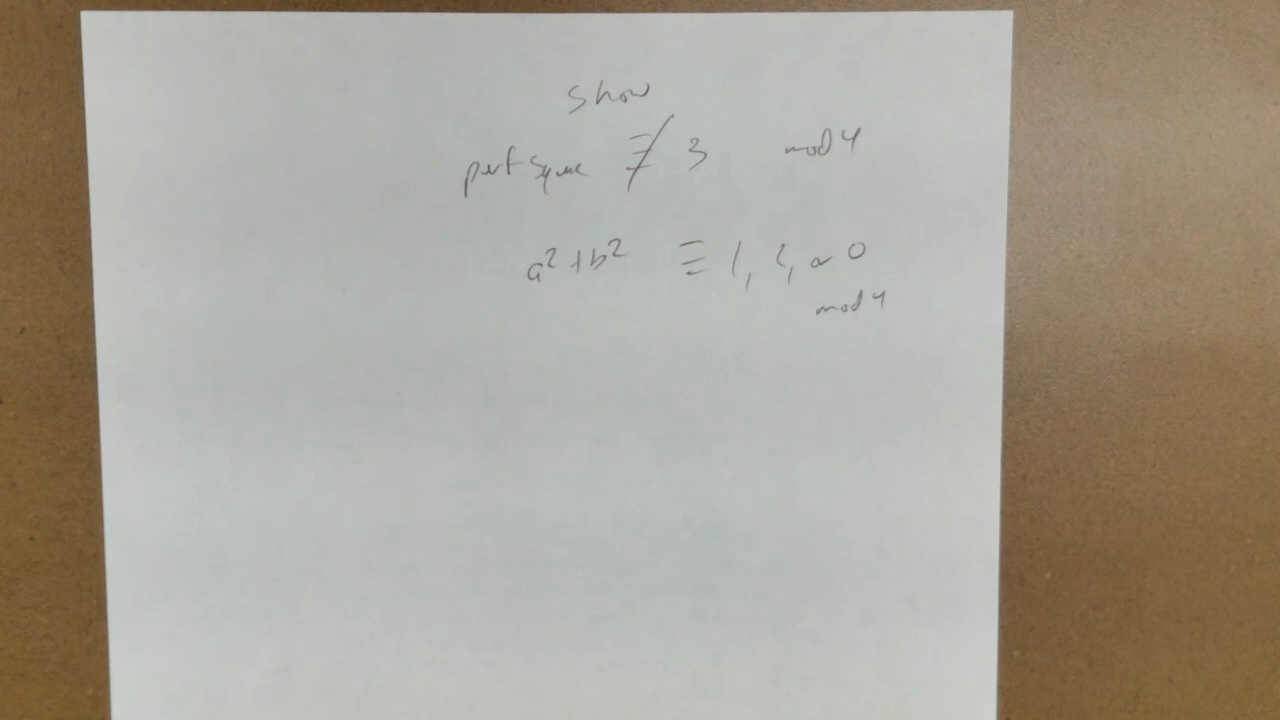 show
perf square ≢ 3 mod 4
a² + b² ≡ 1, 2, or 0
mod 4